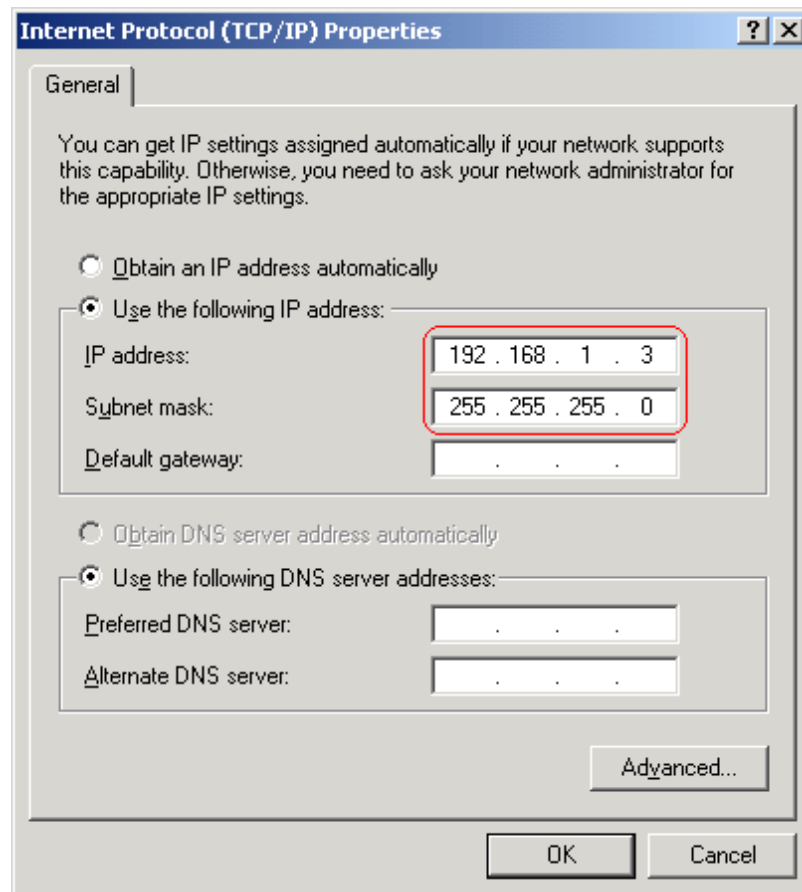 Internet Protocol (TCP/IP) Properties
General
You can get IP settings assigned automatically if your network supports
this capability. Otherwise, you need to ask your network administrator for
the appropriate IP settings.
Obtain an IP address automatically
Use the following IP address:
IP address: 192 . 168 . 1 . 3
Subnet mask: 255 . 255 . 255 . 0
Default gateway: . . .
Obtain DNS server address automatically
Use the following DNS server addresses:
Preferred DNS server: . . .
Alternate DNS server: . . .
Advanced...
OK Cancel